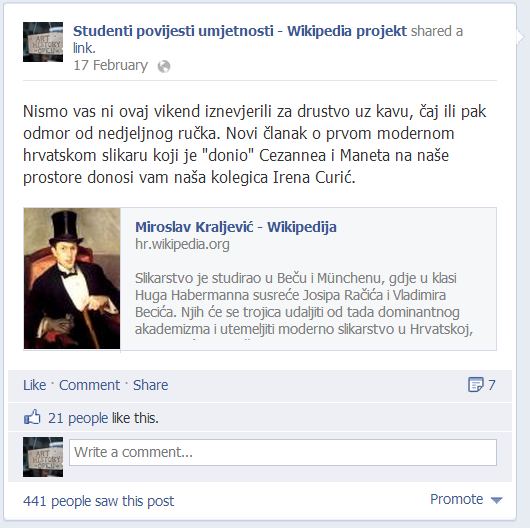 Studenti povijesti umjetnosti - Wikipedia projekt shared a
link.
17 February
Nismo vas ni ovaj vikend iznevjerili za drustvo uz kavu, čaj ili pak
odmor od nedjeljnog ručka. Novi članak o prvom modernom
hrvatskom slikaru koji je "donio" Cezannea i Maneta na naše
prostore donosi vam naša kolegica Irena Curić.
Miroslav Kraljević - Wikipedija
hr.wikipedia.org
Slikarstvo je studirao u Beču i Münchenu, gdje u klasi
Huga Habermanna susreće Josipa Račića i Vladimira
Becića. Njih će se trojica udaljiti od tada dominantnog
akademizma i utemeljiti moderno slikarstvo u Hrvatskoj,
Like · Comment · Share
7
21 people like this.
ART
HISTORY
OPEN
Write a comment...
441 people saw this post
Promote